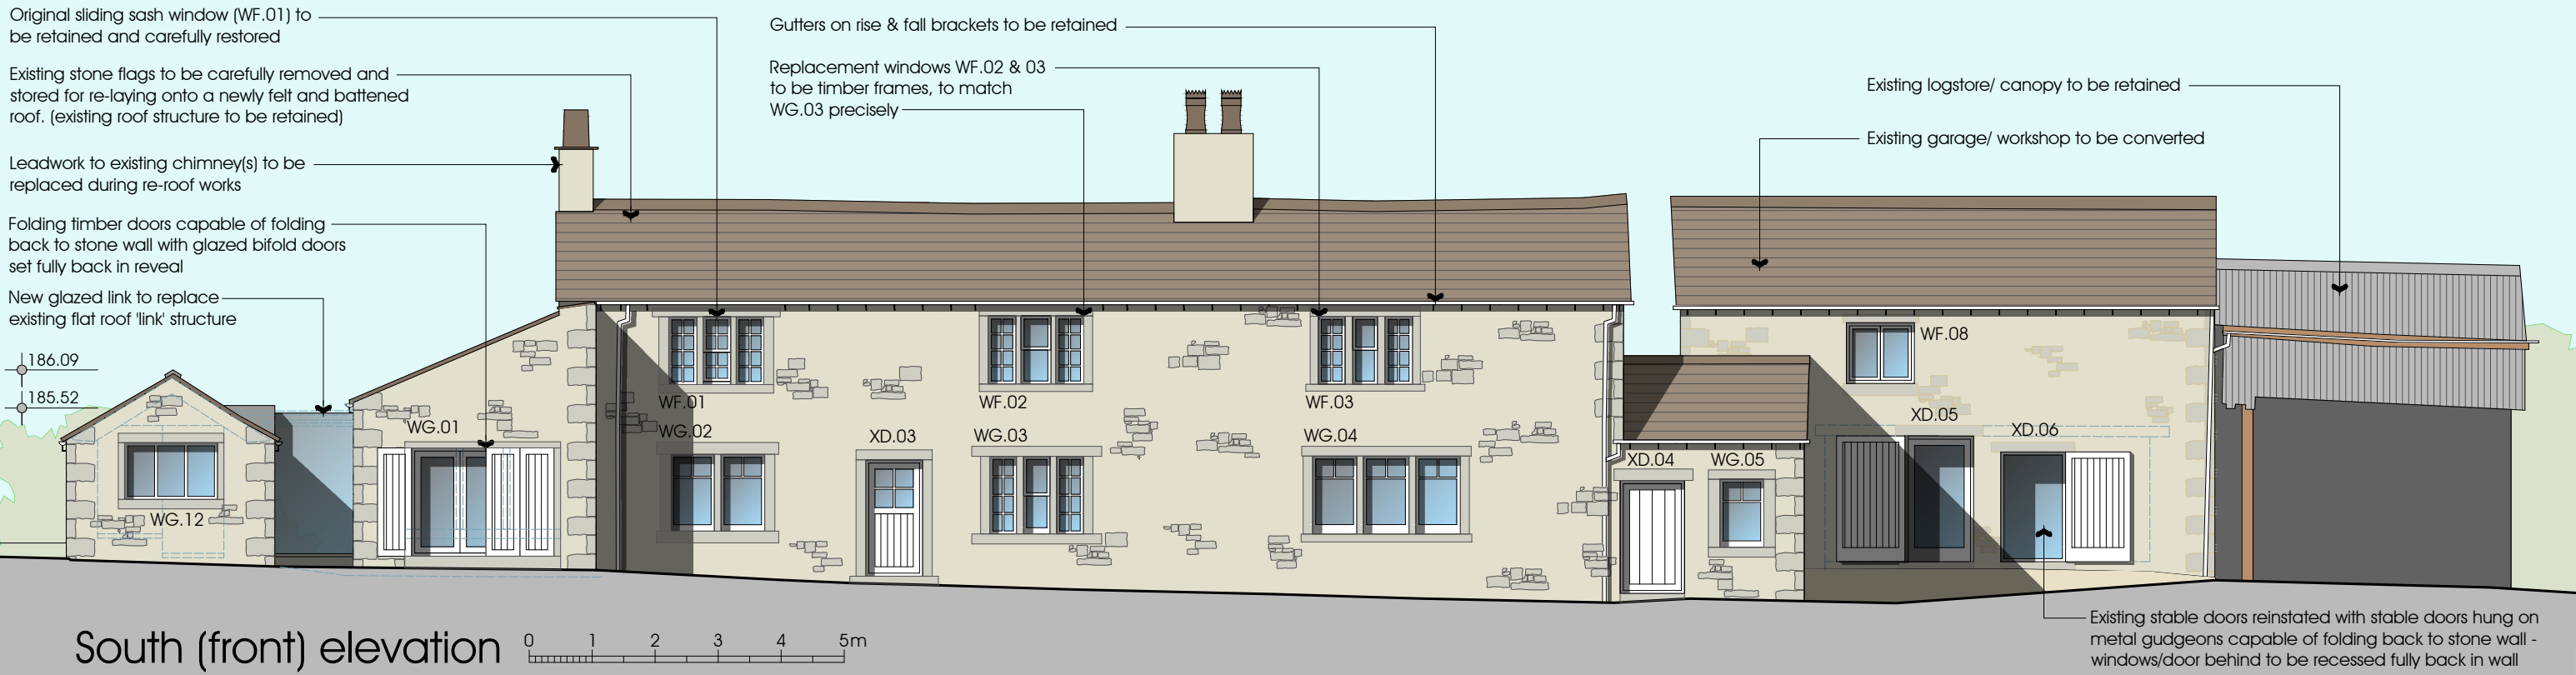 Original sliding sash window (WF.01) to
be retained and carefully restored
Existing stone flags to be carefully removed and
stored for re-laying onto a newly felt and battened
roof. (existing roof structure to be retained)
Leadwork to existing chimney(s) to be
replaced during re-roof works
Folding timber doors capable of folding
back to stone wall with glazed bifold doors
set fully back in reveal
New glazed link to replace
existing flat roof 'link' structure
186.09
185.52
Gutters on rise & fall brackets to be retained
Replacement windows WF.02 & 03
to be timber frames, to match
WG.03 precisely
Existing logstore/ canopy to be retained
Existing garage/ workshop to be converted
WF.08
WF.01
WF.02
WF.03
XD.05
WG.01
WG.02
XD.03
WG.03
WG.04
XD.06
XD.04
WG.05
WG.12
South (front) elevation
0 1 2 3 4 5m
Existing stable doors reinstated with stable doors hung on
metal gudgeons capable of folding back to stone wall -
windows/door behind to be recessed fully back in wall